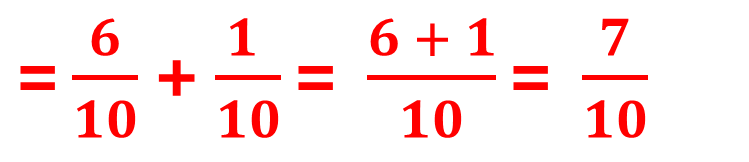 = 6/10 + 1/10 = (6 + 1)/10 = 7/10